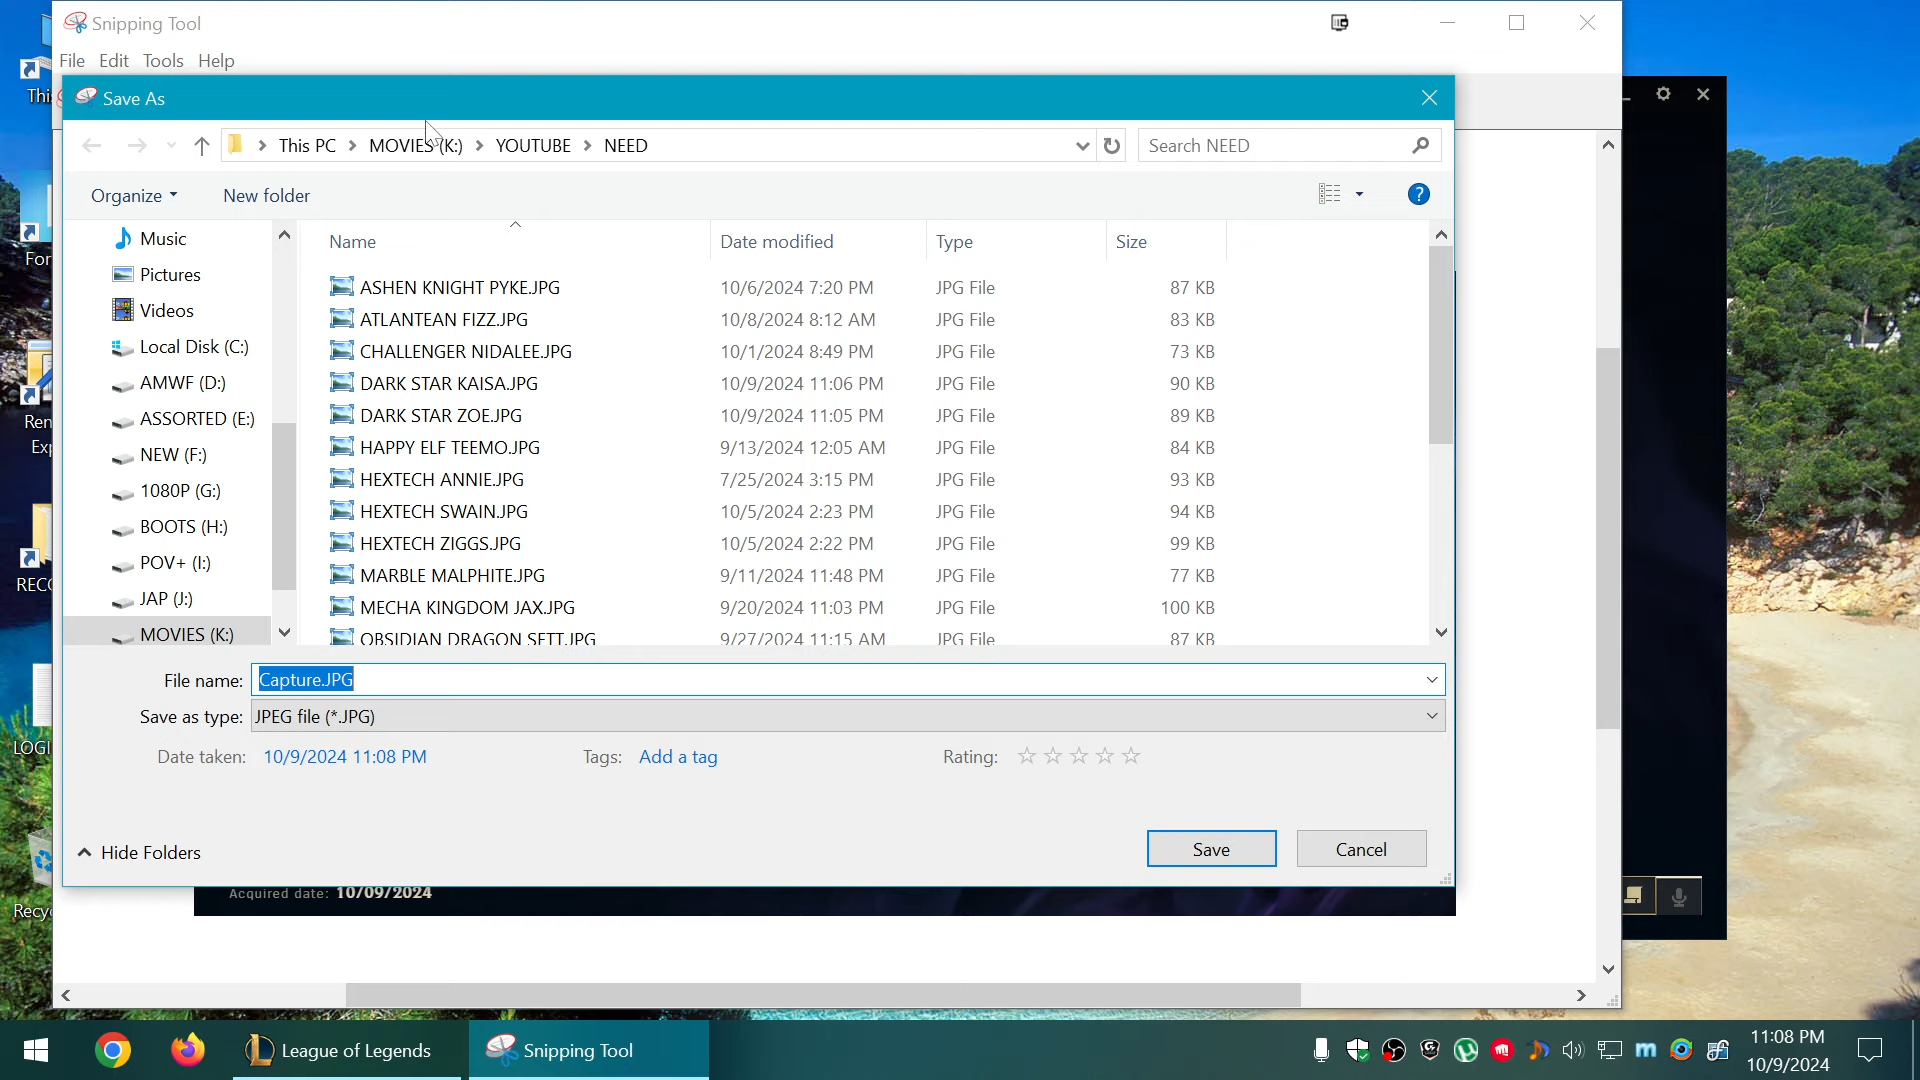 Snipping Tool
File Edit Tools Help
Save As
This PC > MOVIES (K:) > YOUTUBE > NEED
Search NEED
Organize
New folder
?
Music
Pictures
Videos
Local Disk (C:)
AMWF (D:)
ASSORTED (E:)
NEW (F:)
1080P (G:)
BOOTS (H:)
POV+ (I:)
JAP (J:)
MOVIES (K:)
Name Date modified Type Size
ASHEN KNIGHT PYKE.JPG 10/6/2024 7:20 PM JPG File 87 KB
ATLANTEAN FIZZ.JPG 10/8/2024 8:12 AM JPG File 83 KB
CHALLENGER NIDALEE.JPG 10/1/2024 8:49 PM JPG File 73 KB
DARK STAR KAISA.JPG 10/9/2024 11:06 PM JPG File 90 KB
DARK STAR ZOE.JPG 10/9/2024 11:05 PM JPG File 89 KB
HAPPY ELF TEEMO.JPG 9/13/2024 12:05 AM JPG File 84 KB
HEXTECH ANNIE.JPG 7/25/2024 3:15 PM JPG File 93 KB
HEXTECH SWAIN.JPG 10/5/2024 2:23 PM JPG File 94 KB
HEXTECH ZIGGS.JPG 10/5/2024 2:22 PM JPG File 99 KB
MARBLE MALPHITE.JPG 9/11/2024 11:48 PM JPG File 77 KB
MECHA KINGDOM JAX.JPG 9/20/2024 11:03 PM JPG File 100 KB
OBSIDIAN DRAGON SETT.JPG 9/27/2024 11:15 AM JPG File 87 KB
File name: Capture.JPG
Save as type: JPEG file (*.JPG)
Date taken: 10/9/2024 11:08 PM Tags: Add a tag Rating:
Hide Folders
Save
Cancel
Acquired date: 10/09/2024
Thi
For
Ren
Exp
RECO
LOGI
Recy
League of Legends
Snipping Tool
11:08 PM
10/9/2024